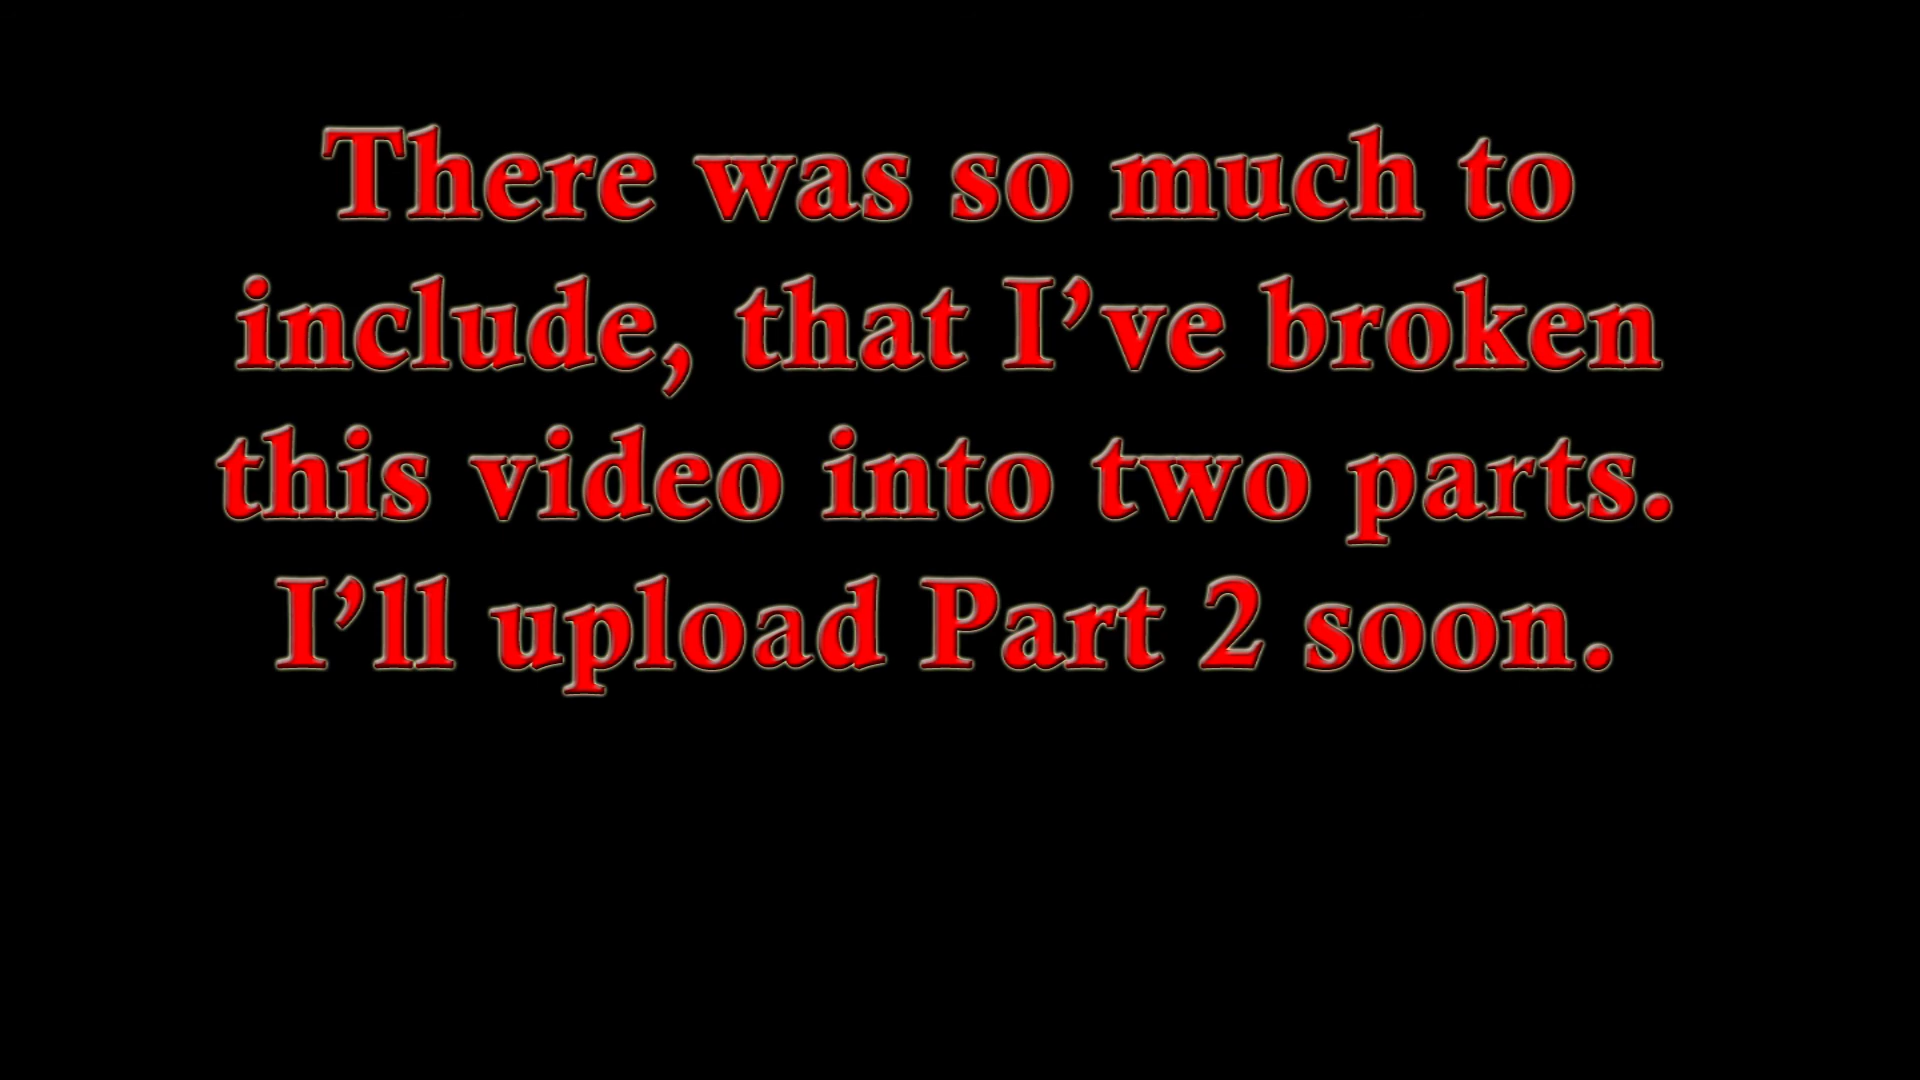 There was so much to
include, that I’ve broken
this video into two parts.
I’ll upload Part 2 soon.